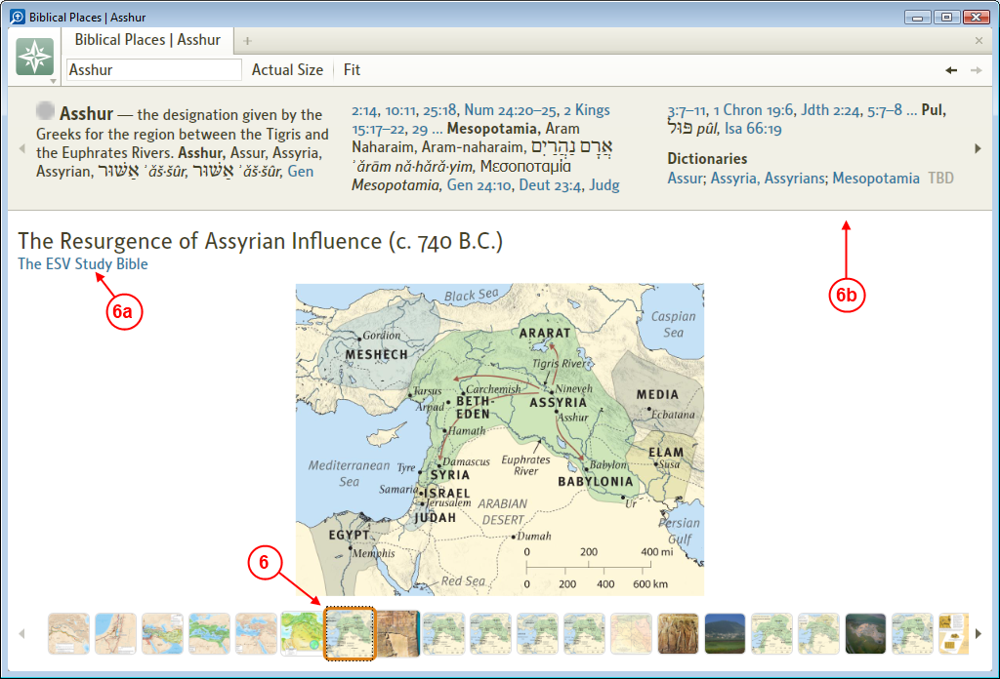 Biblical Places | Asshur
Biblical Places | Asshur
Asshur
Actual Size
Fit
Asshur — the designation given by the
Greeks for the region between the Tigris and
the Euphrates Rivers. Asshur, Assur, Assyria,
Assyrian, אַשּׁוּר ʾǎš·šûr, אַשּׁוּר ʾǎš·šûr, Gen
2:14, 10:11, 25:18, Num 24:20–25, 2 Kings
15:17–22, 29 ... Mesopotamia, Aram
Naharaim, Aram-naharaim, אֲרַם נַהֲרַיִם
ʾǎrām nǎ·hǎrǎ·yim, Μεσοποταμία
Mesopotamia, Gen 24:10, Deut 23:4, Judg
3:7–11, 1 Chron 19:6, Jdth 2:24, 5:7–8 ... Pul,
פּוּל pûl, Isa 66:19
Dictionaries
Assur; Assyria, Assyrians; Mesopotamia TBD
The Resurgence of Assyrian Influence (c. 740 B.C.)
The ESV Study Bible
6a
6b
Black Sea
Caspian
Sea
Gordion
MESHECH
ARARAT
Tigris River
Tarsus
Carchemish
Nineveh
Arpad
BETH-
EDEN
ASSYRIA
MEDIA
Asshur
Ecbatana
Hamath
Mediterranean
Sea
Tyre
Damascus
SYRIA
Euphrates
River
Babylon
BABYLONIA
ELAM
Susa
Samaria
ISRAEL
Jerusalem
JUDAH
ARABIAN
DESERT
Ur
Persian
Gulf
EGYPT
Memphis
Dumah
Red Sea
0 200 400 mi
0 200 400 600 km
6